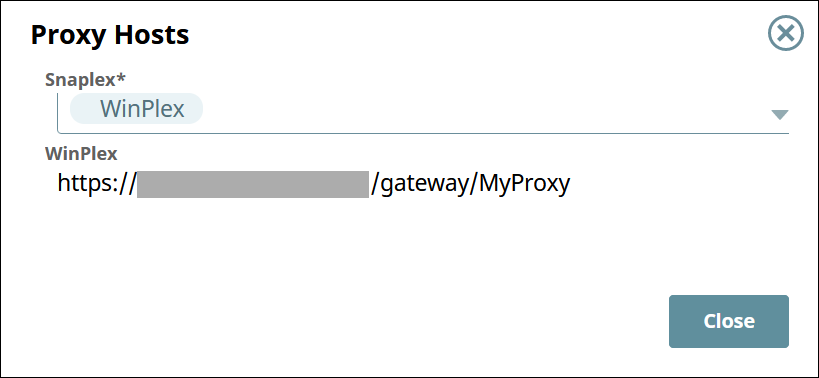 Proxy Hosts
Snaplex*
WinPlex
WinPlex
https:// /gateway/MyProxy
Close